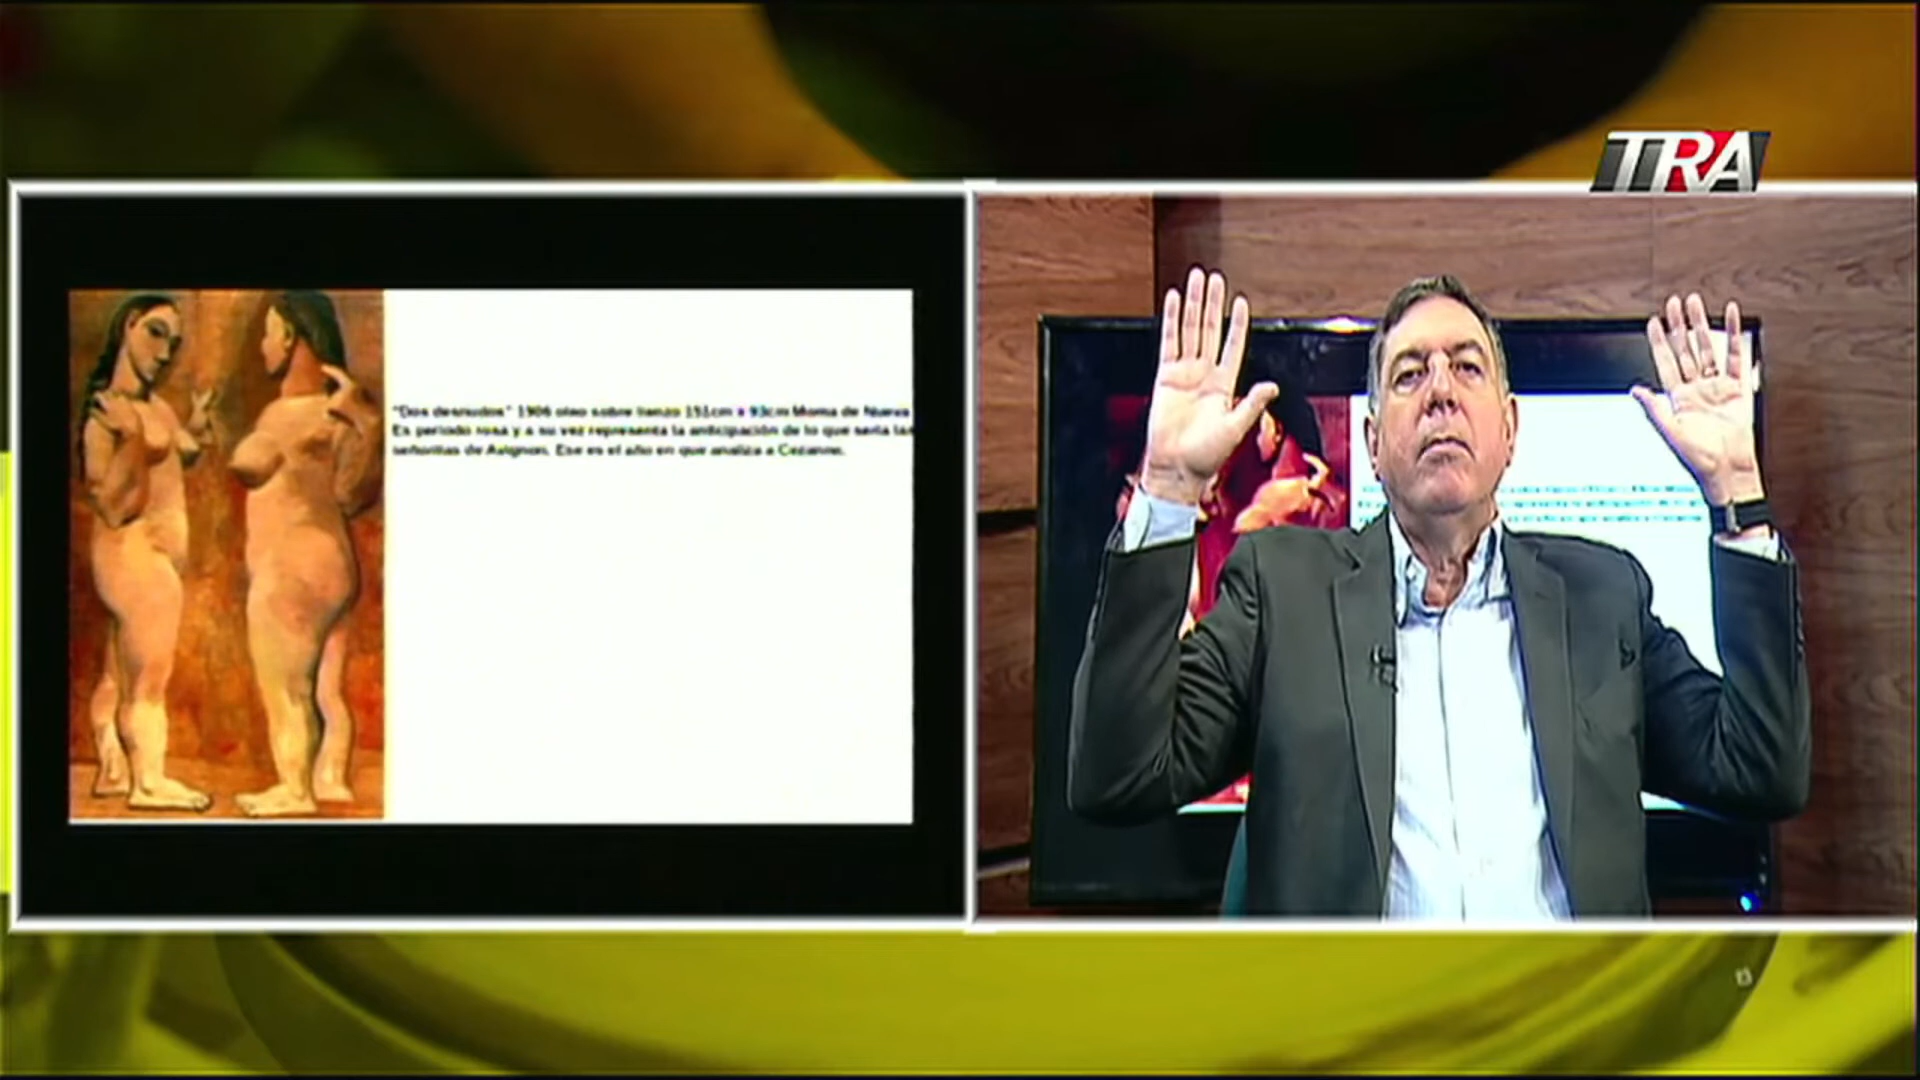 TRA
"Dos desnudos" 1906 oleo sobre lienzo 151cm x 93cm Moma de Nueva
Es periodo rosa y a su vez representa la anticipación de lo que seria las
señoritas de Avignon. Ese es el año en que analiza a Cezanne.